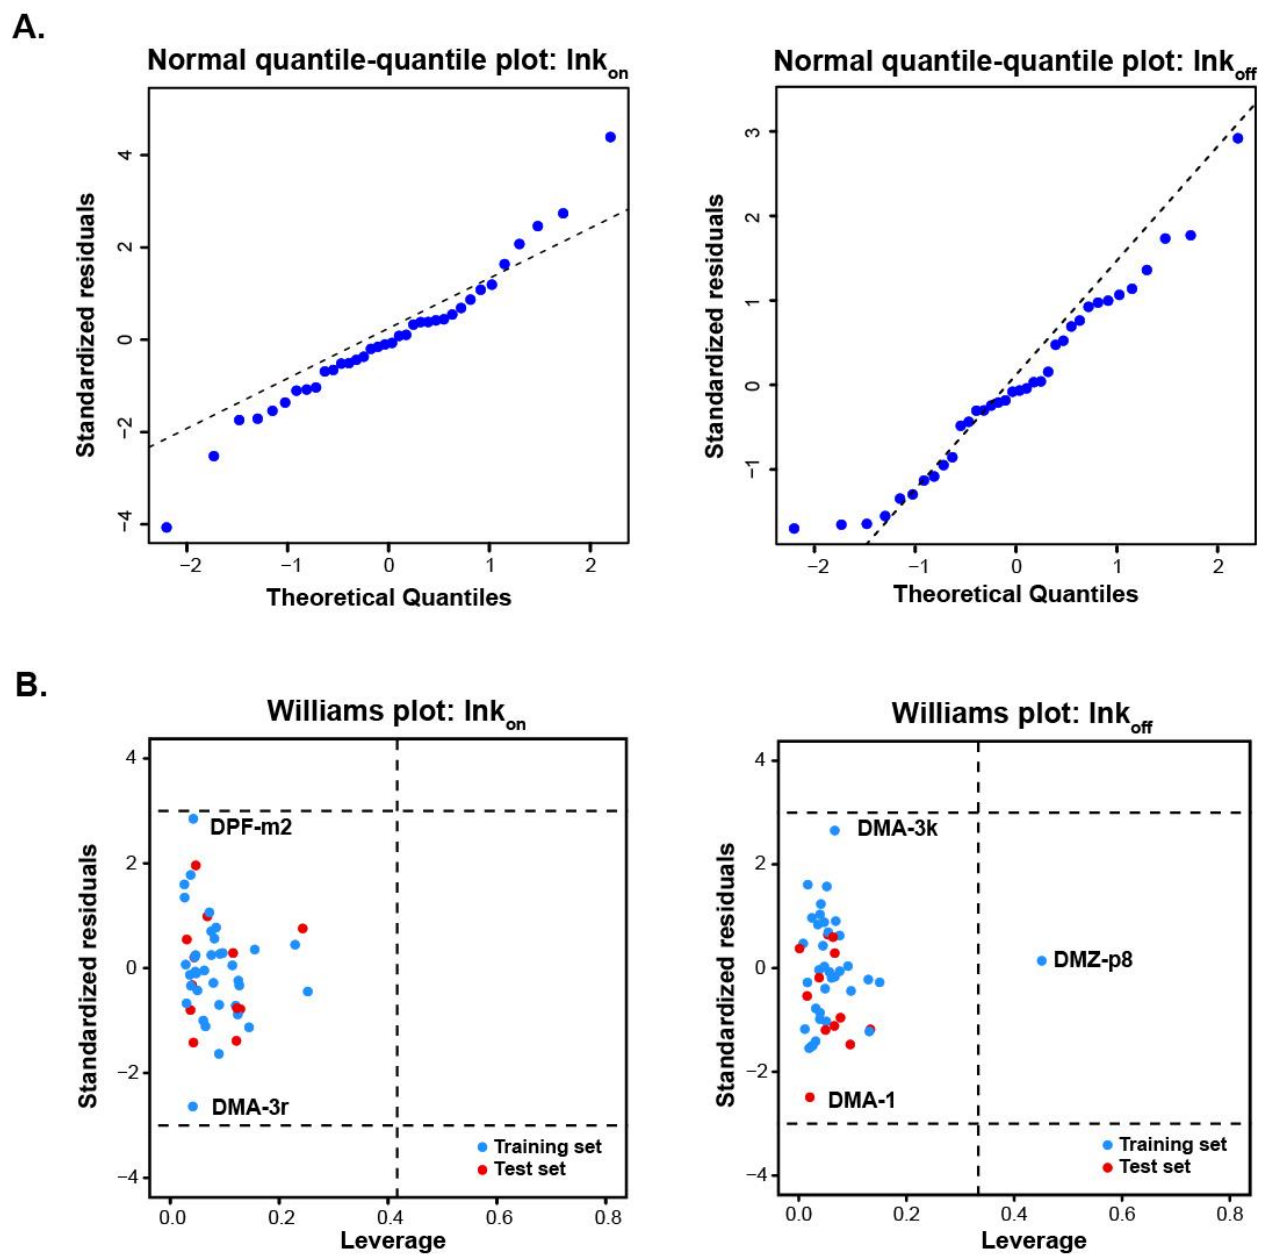 A.
Normal quantile-quantile plot: lnkon
Standardized residuals
4
2
0
−2
−4
−2 −1 0 1 2
Theoretical Quantiles
Normal quantile-quantile plot: lnkoff
Standardized residuals
3
2
1
0
−1
−2 −1 0 1 2
Theoretical Quantiles
B.
Williams plot: lnkon
Standardized residuals
4
2
0
−2
−4
DPF-m2
DMA-3r
Training set
Test set
0.0 0.2 0.4 0.6 0.8
Leverage
Williams plot: lnkoff
Standardized residuals
4
2
0
−2
−4
DMA-3k
DMZ-p8
DMA-1
Training set
Test set
0.0 0.2 0.4 0.6 0.8
Leverage